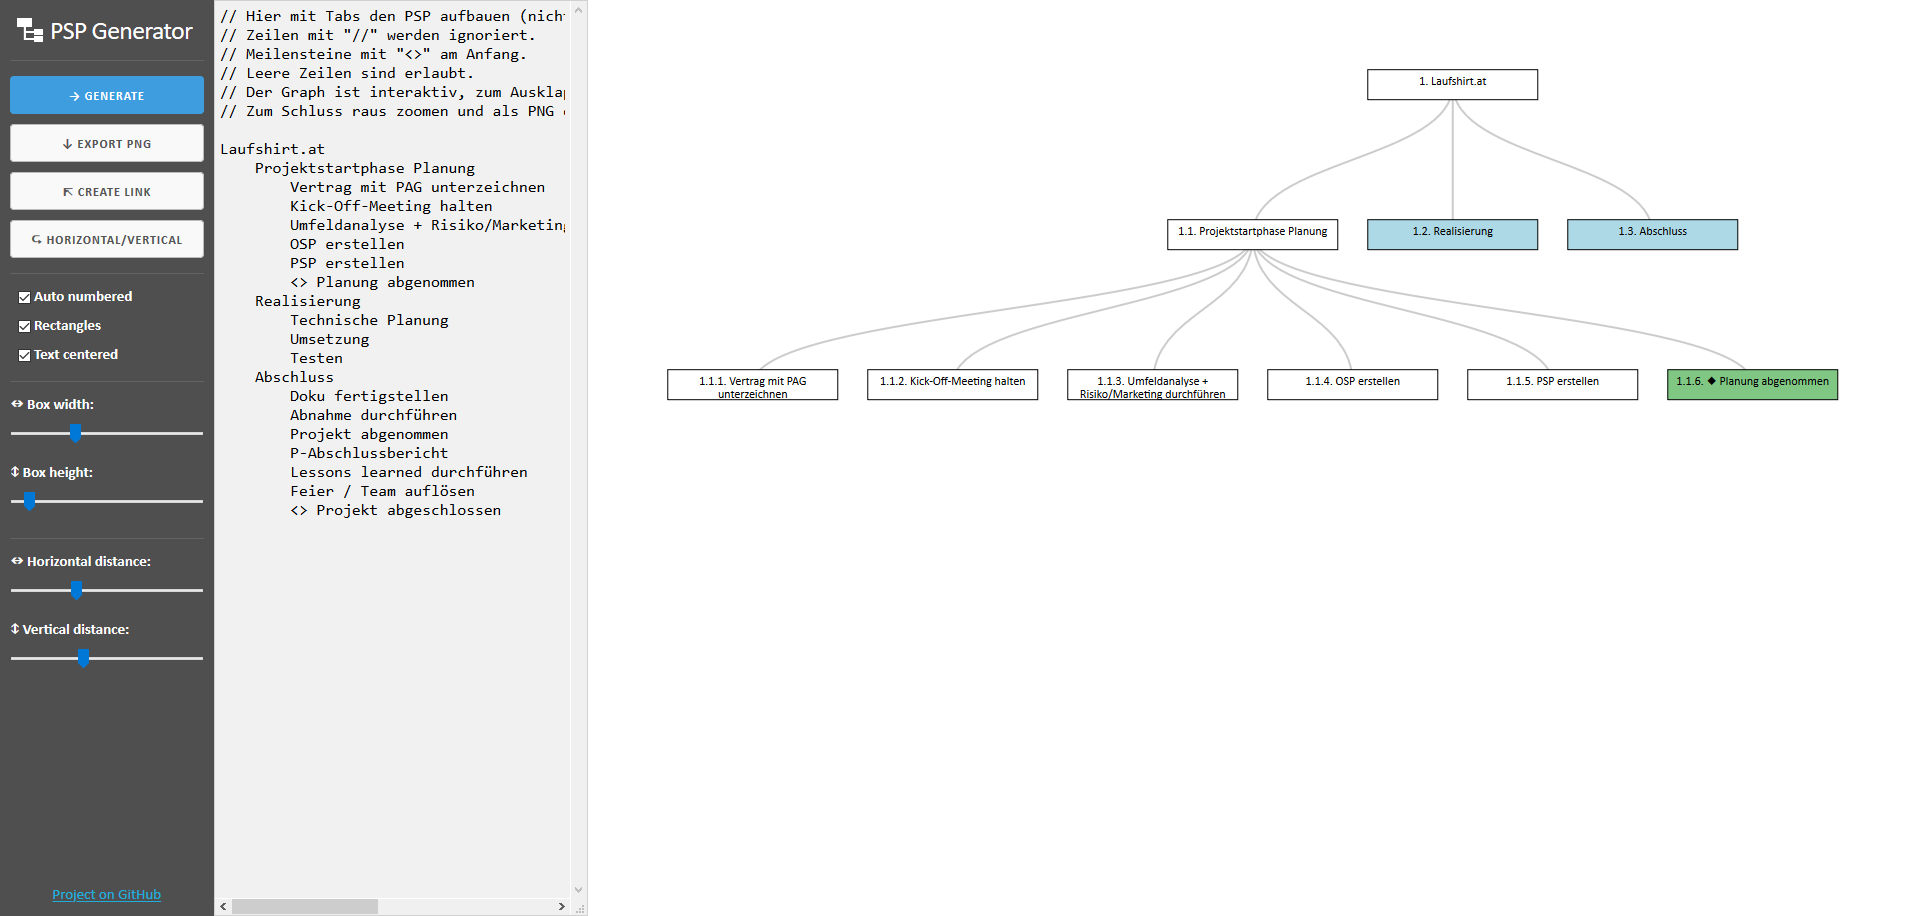 PSP Generator
→ GENERATE
↓ EXPORT PNG
CREATE LINK
HORIZONTAL/VERTICAL
Auto numbered
Rectangles
Text centered
↔ Box width:
↕ Box height:
↔ Horizontal distance:
↕ Vertical distance:
Project on GitHub
// Hier mit Tabs den PSP aufbauen (nich
// Zeilen mit "//" werden ignoriert.
// Meilensteine mit "<>" am Anfang.
// Leere Zeilen sind erlaubt.
// Der Graph ist interaktiv, zum Ausklap
// Zum Schluss raus zoomen und als PNG
Laufshirt.at
Projektstartphase Planung
Vertrag mit PAG unterzeichnen
Kick-Off-Meeting halten
Umfeldanalyse + Risiko/Marketing
OSP erstellen
PSP erstellen
<> Planung abgenommen
Realisierung
Technische Planung
Umsetzung
Testen
Abschluss
Doku fertigstellen
Abnahme durchführen
Projekt abgenommen
P-Abschlussbericht
Lessons learned durchführen
Feier / Team auflösen
<> Projekt abgeschlossen
1. Laufshirt.at
1.1. Projektstartphase Planung
1.2. Realisierung
1.3. Abschluss
1.1.1. Vertrag mit PAG
unterzeichnen
1.1.2. Kick-Off-Meeting halten
1.1.3. Umfeldanalyse +
Risiko/Marketing durchführen
1.1.4. OSP erstellen
1.1.5. PSP erstellen
1.1.6. ◆ Planung abgenommen